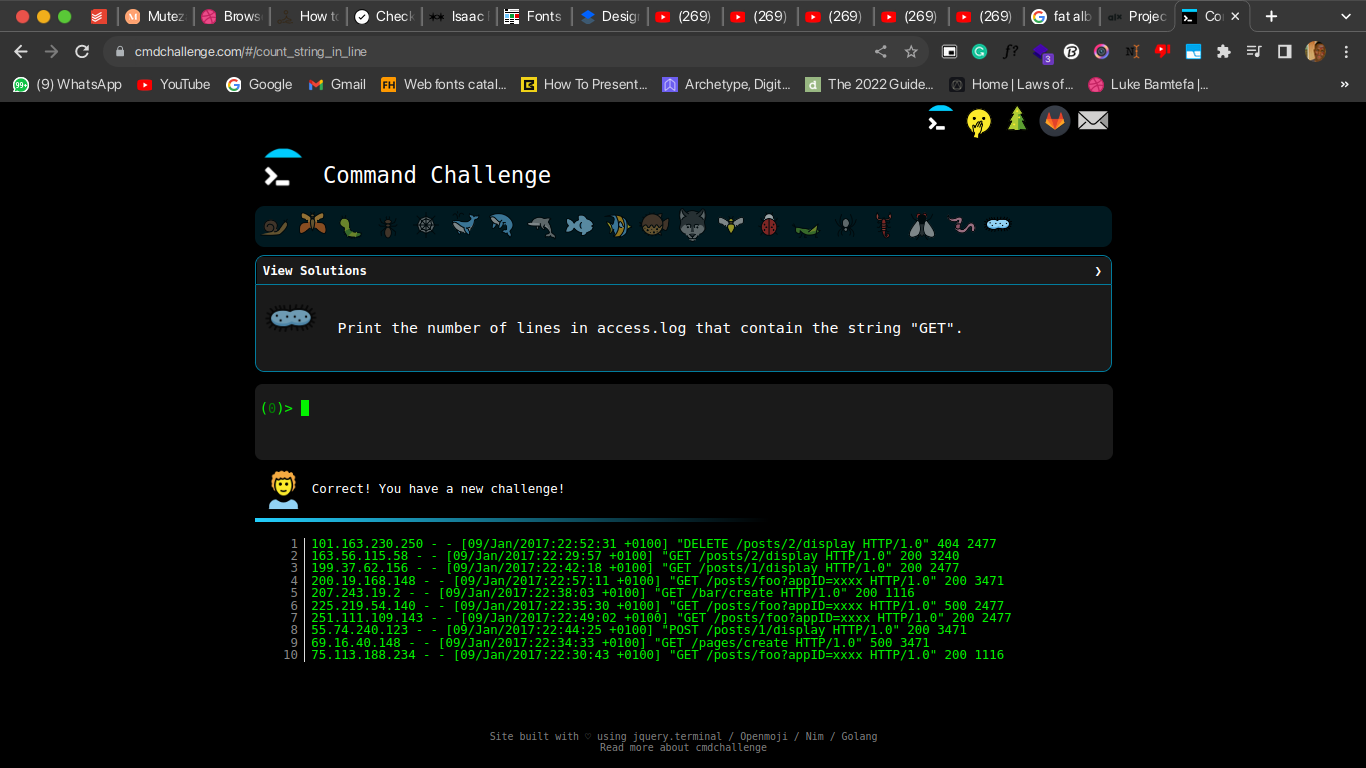 Mutez
Brows
How to
Check
Isaac
Fonts
Design
(269)
(269)
(269)
(269)
(269)
fat alb
Projec
Co
cmdchallenge.com/#/count_string_in_line
3
99+
(9) WhatsApp
YouTube
Google
Gmail
FH
Web fonts catal...
How To Present...
Archetype, Digit...
The 2022 Guide...
Home | Laws of...
Luke Bamtefa |...
»
Command Challenge
View Solutions
Print the number of lines in access.log that contain the string "GET".
(0)>
Correct! You have a new challenge!
1 101.163.230.250 - - [09/Jan/2017:22:52:31 +0100] "DELETE /posts/2/display HTTP/1.0" 404 2477
2 163.56.115.58 - - [09/Jan/2017:22:29:57 +0100] "GET /posts/2/display HTTP/1.0" 200 3240
3 199.37.62.156 - - [09/Jan/2017:22:42:18 +0100] "GET /posts/1/display HTTP/1.0" 200 2477
4 200.19.168.148 - - [09/Jan/2017:22:57:11 +0100] "GET /posts/foo?appID=xxxx HTTP/1.0" 200 3471
5 207.243.19.2 - - [09/Jan/2017:22:38:03 +0100] "GET /bar/create HTTP/1.0" 200 1116
6 225.219.54.140 - - [09/Jan/2017:22:35:30 +0100] "GET /posts/foo?appID=xxxx HTTP/1.0" 500 2477
7 251.111.109.143 - - [09/Jan/2017:22:49:02 +0100] "GET /posts/foo?appID=xxxx HTTP/1.0" 200 2477
8 55.74.240.123 - - [09/Jan/2017:22:44:25 +0100] "POST /posts/1/display HTTP/1.0" 200 3471
9 69.16.40.148 - - [09/Jan/2017:22:34:33 +0100] "GET /pages/create HTTP/1.0" 500 3471
10 75.113.188.234 - - [09/Jan/2017:22:30:43 +0100] "GET /posts/foo?appID=xxxx HTTP/1.0" 200 1116
Site built with ♡ using jquery.terminal / Openmoji / Nim / Golang
Read more about cmdchallenge